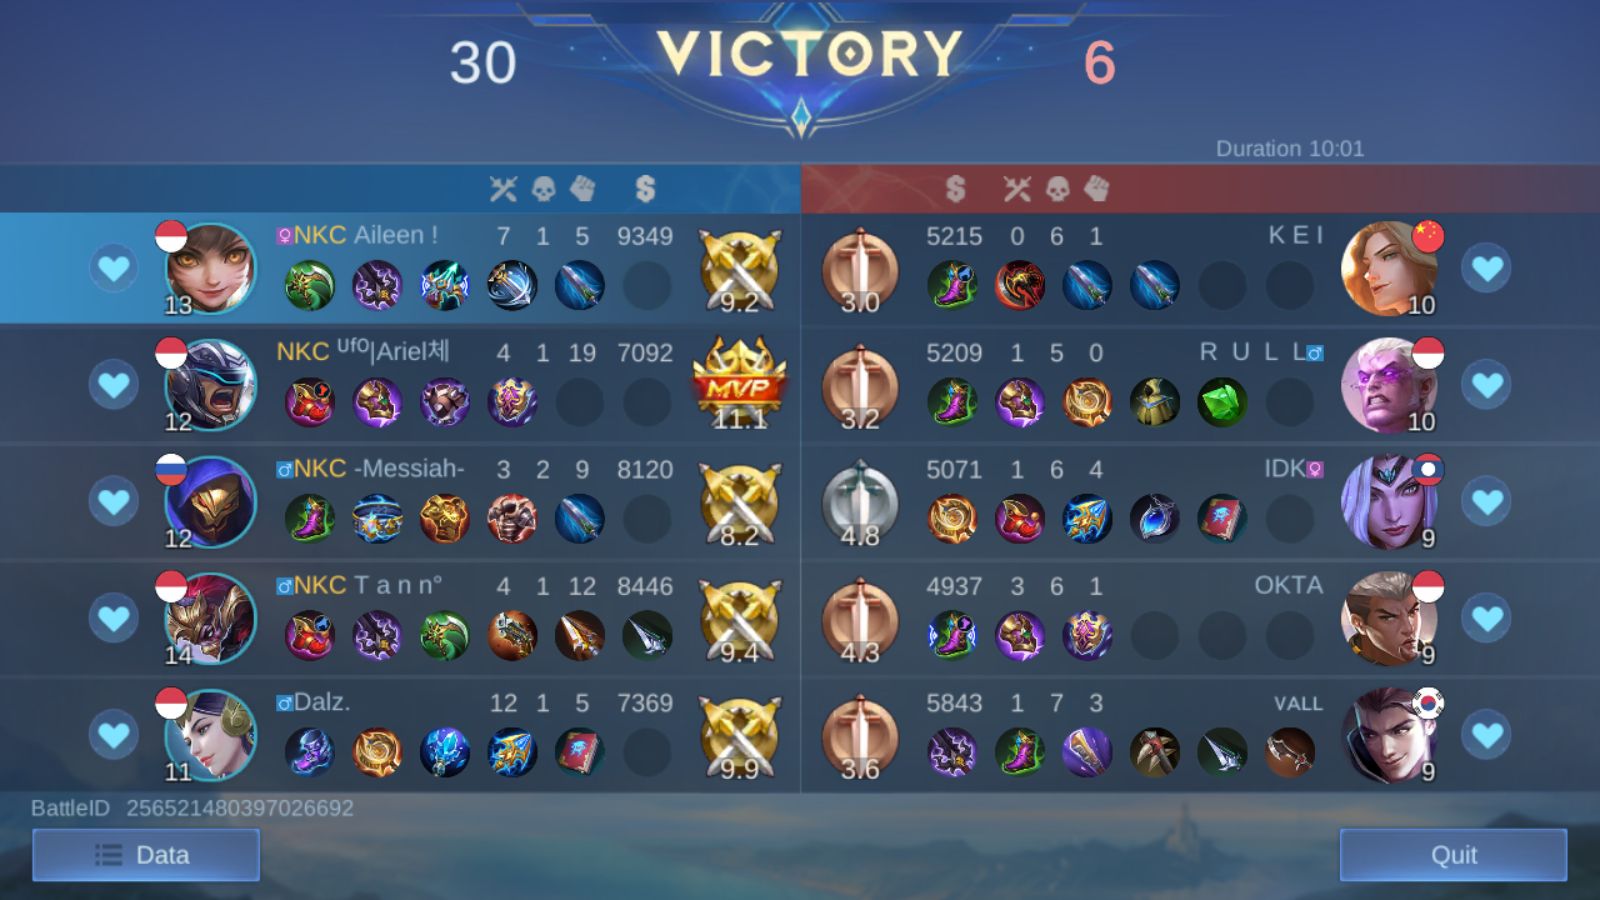 30 VICTORY 6
Duration 10:01
NKC Aileen ! 7 1 5 9349
13 9.2
5215 0 6 1 K E I
3.0 10
NKC ᵁᶠᴼ|Ariel체 4 1 19 7092
12 MVP 11.1
5209 1 5 0 R U L L
3.2 10
NKC -Messiah- 3 2 9 8120
12 8.2
5071 1 6 4 IDK
4.8 9
NKC T a n n° 4 1 12 8446
14 9.4
4937 3 6 1 OKTA
4.3 9
Dalz. 12 1 5 7369
11 9.9
5843 1 7 3 ᴠᴀʟʟ
3.6 9
BattleID 256521480397026692
Data
Quit